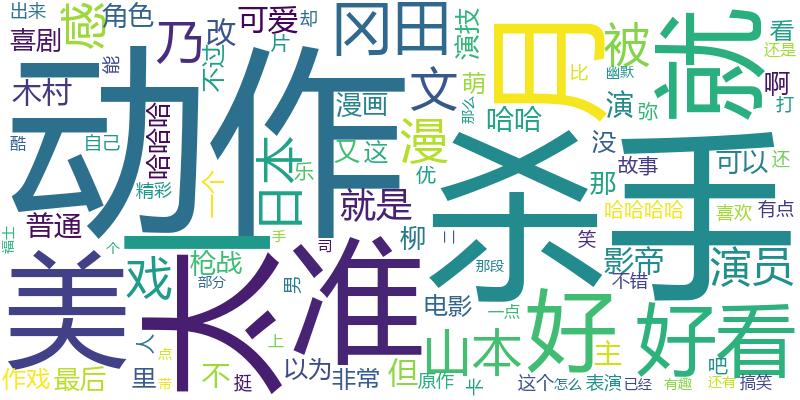 出来
感
角色
可爱
却
片
冈田
演技
看
还是
喜剧
乃
改
不过
能
月
被
就
幽默
比
木村
哈哈哈
漫画
文
萌
那么
演
弥
啊
打
动作
哈哈
酷
自己
日本
又
这
漫
杀手
没
那
故事
可以
还
精彩
一个
乐
优
哈哈哈哈
喜欢
有点
普通
就是
福士
个
一
手
司
柳
二
笑
影帝
演员
戏
枪战
太
准
那段
不错
美
部分
男
电影
一点
好
好看
人
点
上
山本
主
吧
作戏
最后
里
带
不
挺
以为
非常
但
原作
卡
这个
怎么
表演
已经
有趣
还有
搞笑